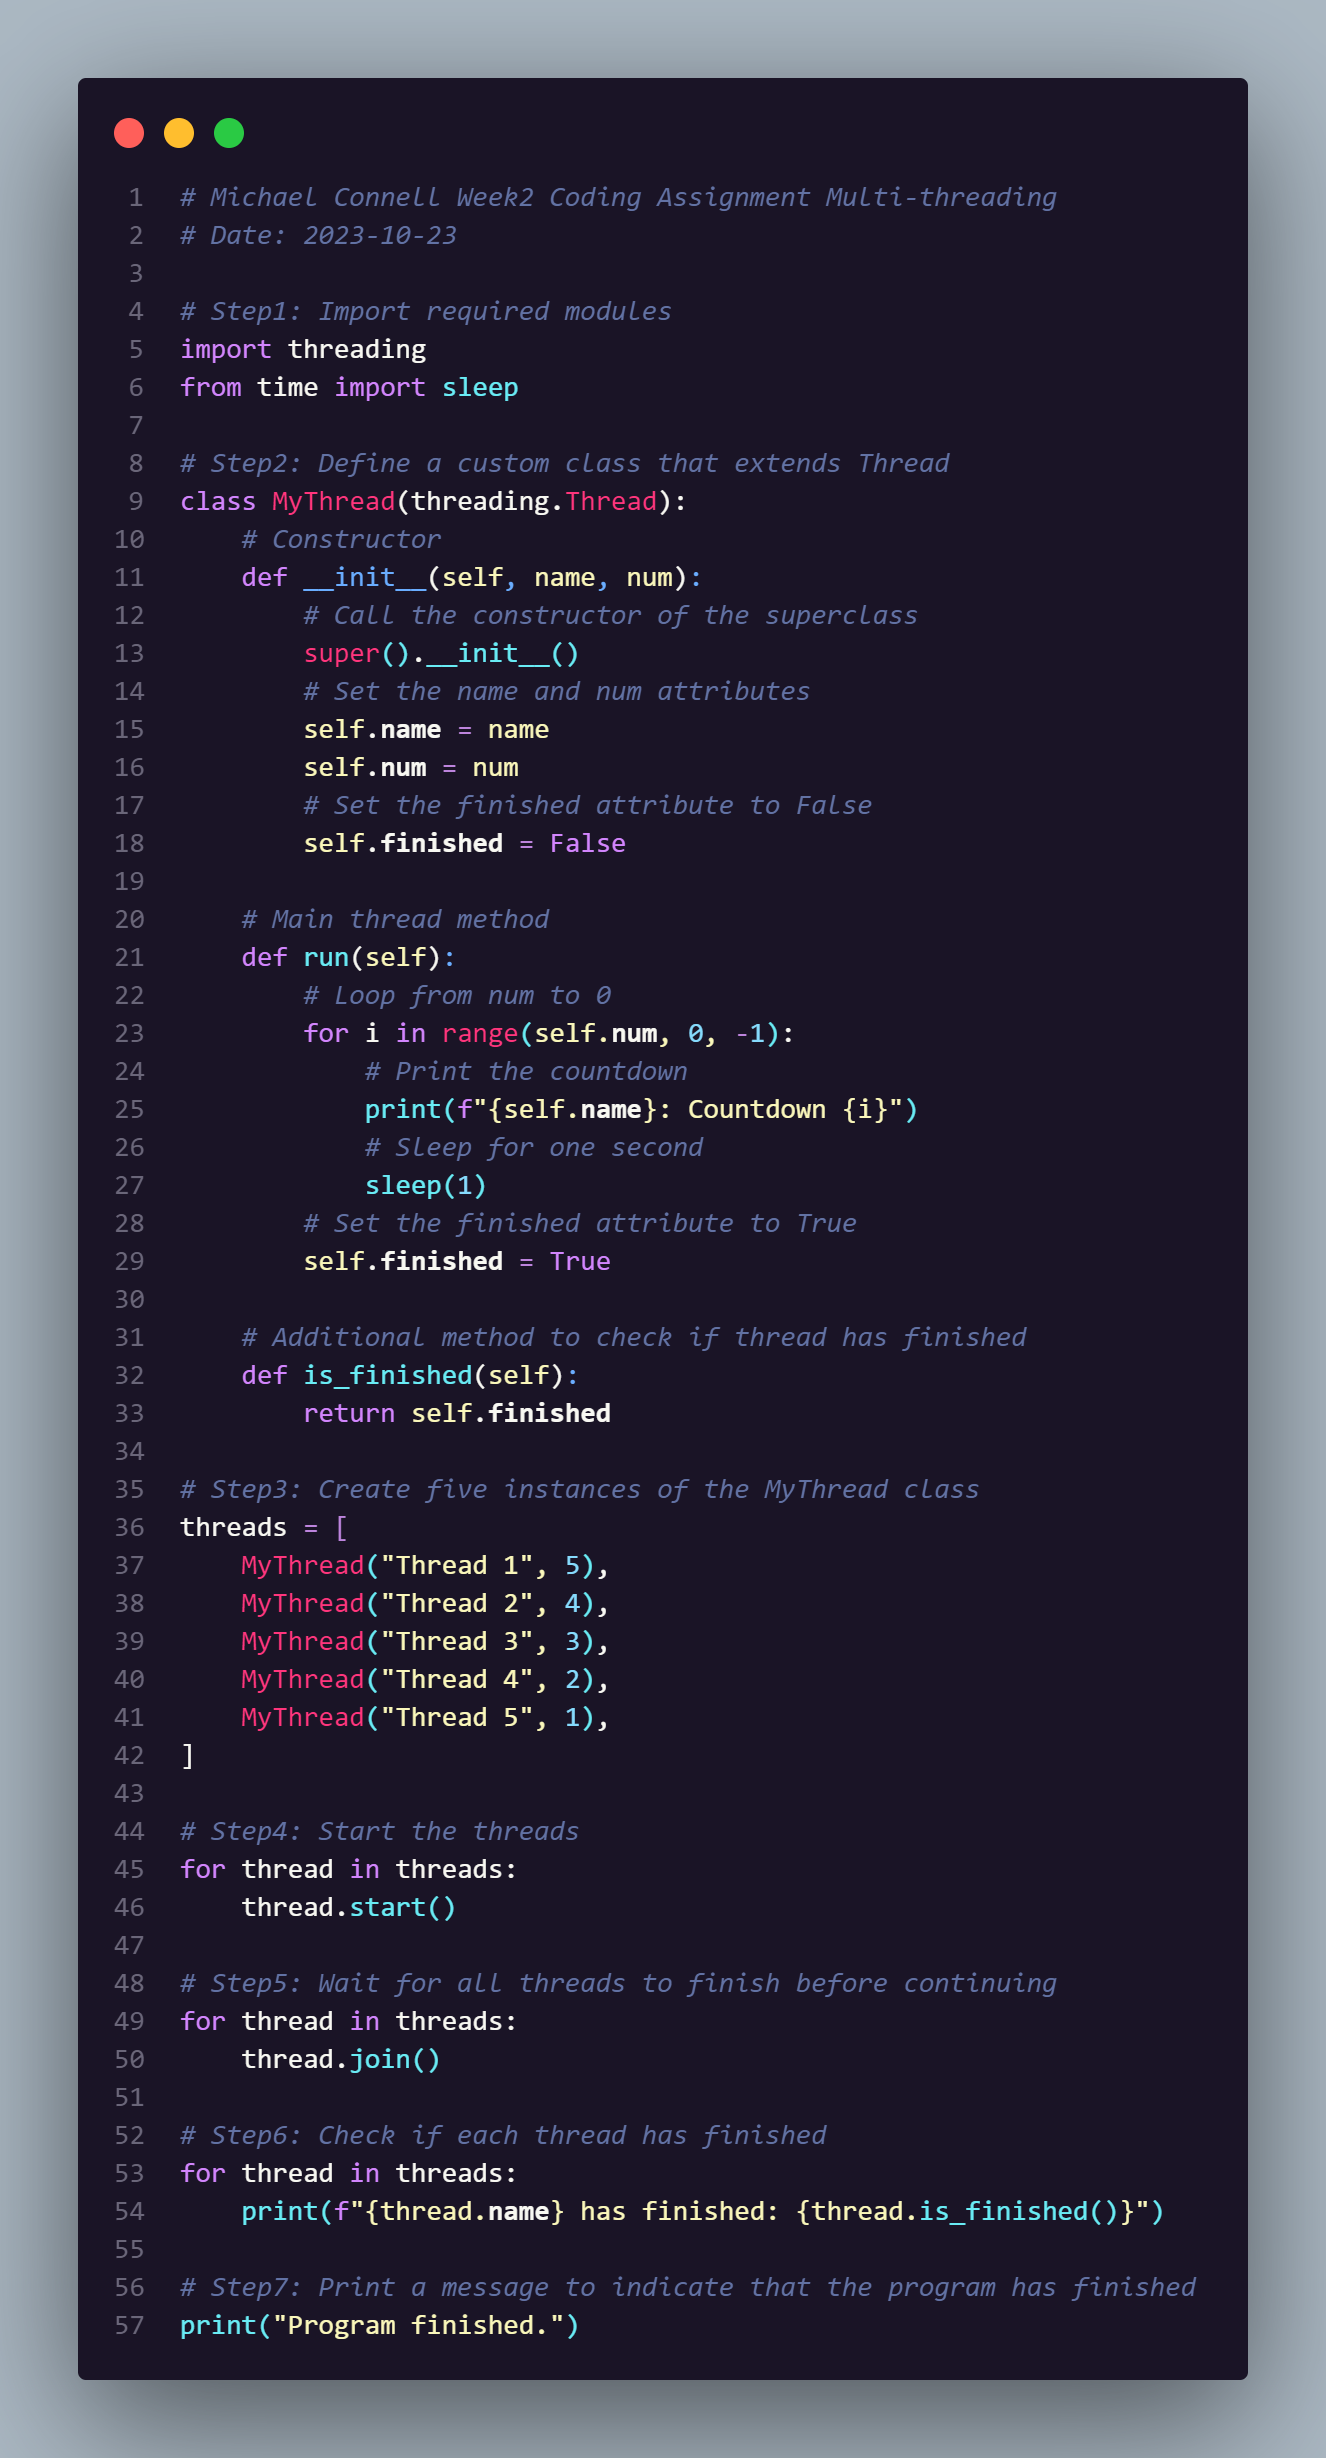 1 # Michael Connell Week2 Coding Assignment Multi-threading
2 # Date: 2023-10-23
3
4 # Step1: Import required modules
5 import threading
6 from time import sleep
7
8 # Step2: Define a custom class that extends Thread
9 class MyThread(threading.Thread):
10     # Constructor
11     def __init__(self, name, num):
12         # Call the constructor of the superclass
13         super().__init__()
14         # Set the name and num attributes
15         self.name = name
16         self.num = num
17         # Set the finished attribute to False
18         self.finished = False
19
20     # Main thread method
21     def run(self):
22         # Loop from num to 0
23         for i in range(self.num, 0, -1):
24             # Print the countdown
25             print(f"{self.name}: Countdown {i}")
26             # Sleep for one second
27             sleep(1)
28         # Set the finished attribute to True
29         self.finished = True
30
31     # Additional method to check if thread has finished
32     def is_finished(self):
33         return self.finished
34
35 # Step3: Create five instances of the MyThread class
36 threads = [
37     MyThread("Thread 1", 5),
38     MyThread("Thread 2", 4),
39     MyThread("Thread 3", 3),
40     MyThread("Thread 4", 2),
41     MyThread("Thread 5", 1),
42 ]
43
44 # Step4: Start the threads
45 for thread in threads:
46     thread.start()
47
48 # Step5: Wait for all threads to finish before continuing
49 for thread in threads:
50     thread.join()
51
52 # Step6: Check if each thread has finished
53 for thread in threads:
54     print(f"{thread.name} has finished: {thread.is_finished()}")
55
56 # Step7: Print a message to indicate that the program has finished
57 print("Program finished.")